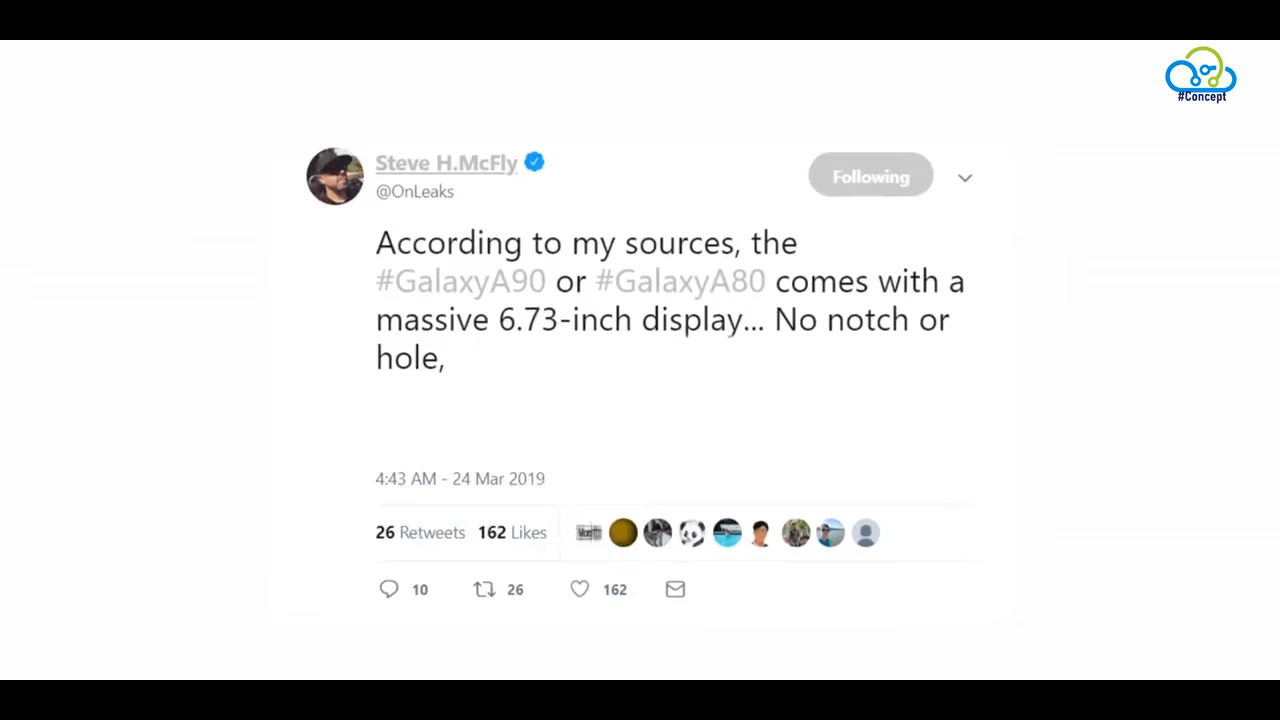 #Concept
Steve H.McFly
@OnLeaks
Following
According to my sources, the
#GalaxyA90 or #GalaxyA80 comes with a
massive 6.73-inch display... No notch or
hole,
4:43 AM - 24 Mar 2019
26 Retweets 162 Likes
10 26 162